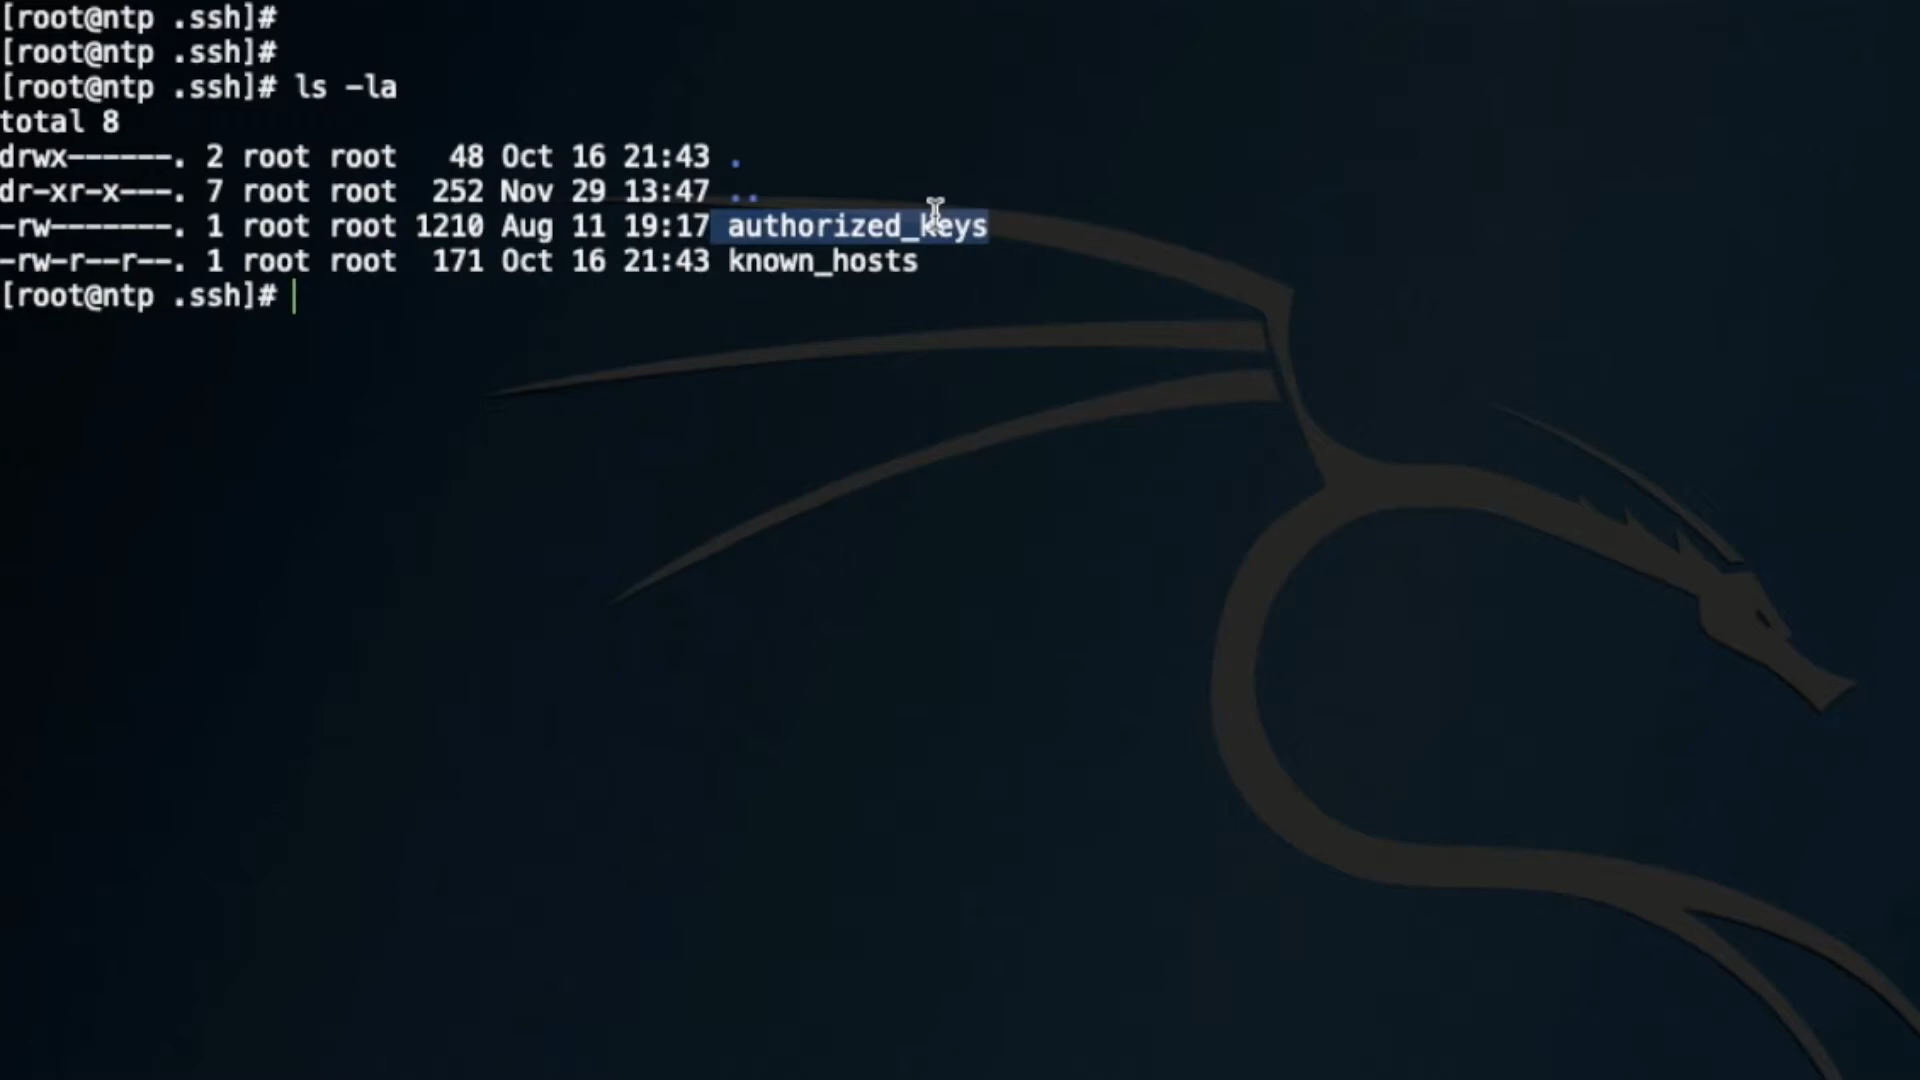 [root@ntp .ssh]#
[root@ntp .ssh]#
[root@ntp .ssh]# ls -la
total 8
drwx------. 2 root root   48 Oct 16 21:43 .
dr-xr-x---. 7 root root  252 Nov 29 13:47 ..
-rw-------. 1 root root 1210 Aug 11 19:17 authorized_keys
-rw-r--r--. 1 root root  171 Oct 16 21:43 known_hosts
[root@ntp .ssh]#